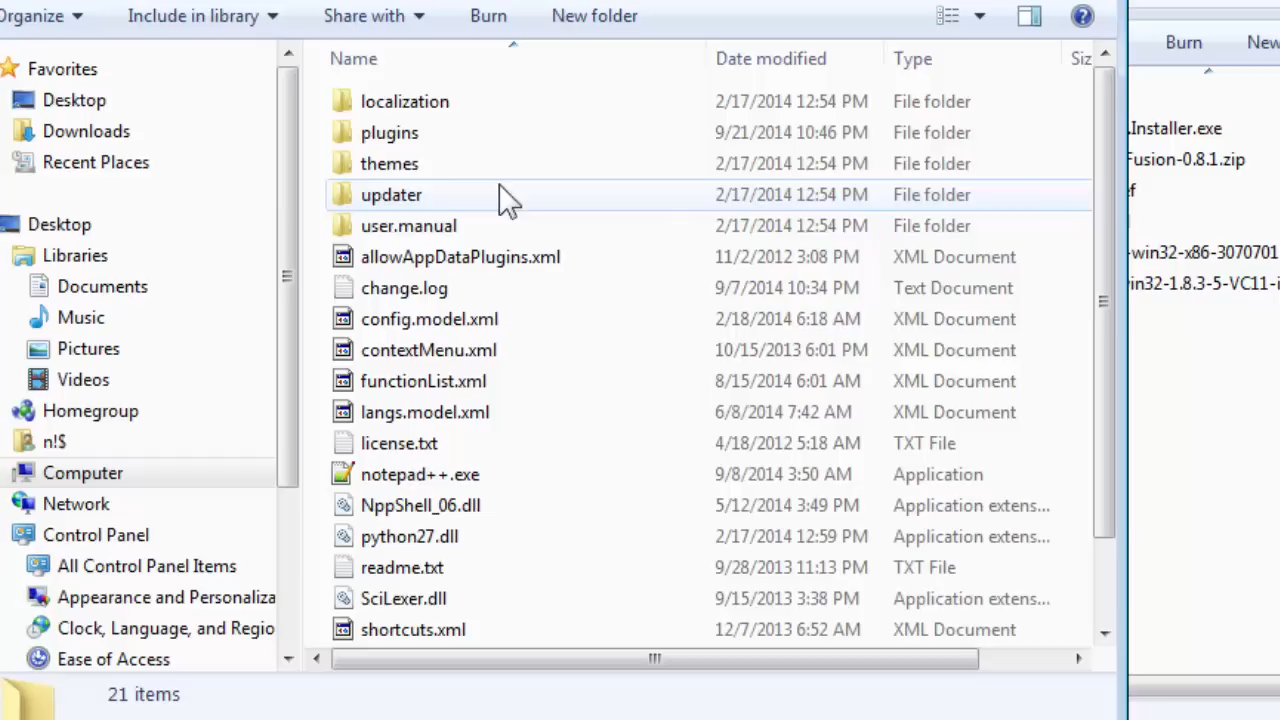 Organize Include in library Share with Burn New folder
Burn New
Name Date modified Type Siz
Favorites
Desktop
Downloads
Recent Places
Desktop
Libraries
Documents
Music
Pictures
Videos
Homegroup
n!$
Computer
Network
Control Panel
All Control Panel Items
Appearance and Personaliza
Clock, Language, and Regio
Ease of Access
localization 2/17/2014 12:54 PM File folder
plugins 9/21/2014 10:46 PM File folder
themes 2/17/2014 12:54 PM File folder
updater 2/17/2014 12:54 PM File folder
user.manual 2/17/2014 12:54 PM File folder
allowAppDataPlugins.xml 11/2/2012 3:08 PM XML Document
change.log 9/7/2014 10:34 PM Text Document
config.model.xml 2/18/2014 6:18 AM XML Document
contextMenu.xml 10/15/2013 6:01 PM XML Document
functionList.xml 8/15/2014 6:01 AM XML Document
langs.model.xml 6/8/2014 7:42 AM XML Document
license.txt 4/18/2012 5:18 AM TXT File
notepad++.exe 9/8/2014 3:50 AM Application
NppShell_06.dll 5/12/2014 3:49 PM Application extens...
python27.dll 2/17/2014 12:59 PM Application extens...
readme.txt 9/28/2013 11:13 PM TXT File
SciLexer.dll 9/15/2013 3:38 PM Application extens...
shortcuts.xml 12/7/2013 6:52 AM XML Document
.Installer.exe
Fusion-0.8.1.zip
ef
-win32-x86-3070701
vin32-1.8.3-5-VC11-i
21 items